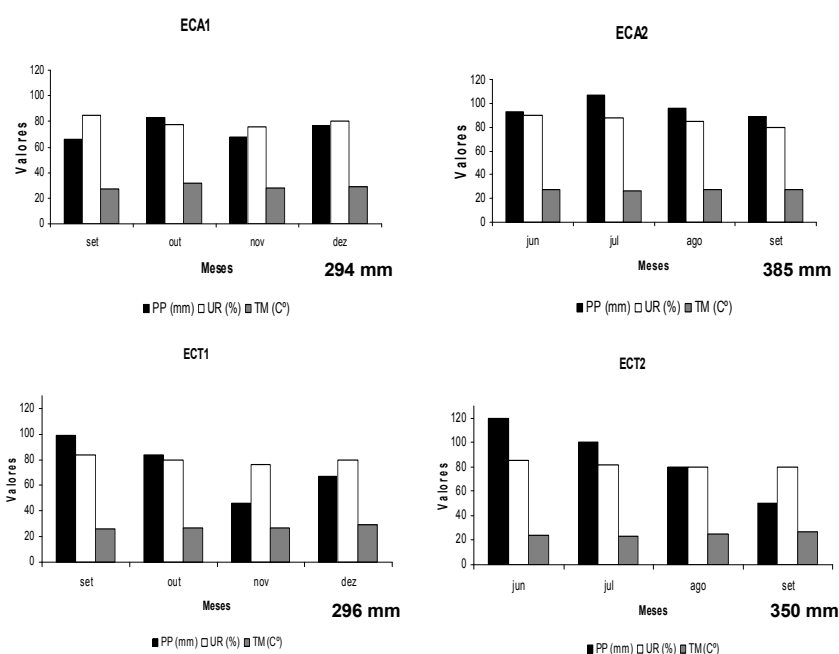 ECA1
120
100
80
60
40
20
0
Valores
set out nov dez
Meses 294 mm
PP (mm) UR (%) TM (Cº)
ECA2
120
100
80
60
40
20
0
Valores
jun jul ago set
Meses 385 mm
PP (mm) UR (%) TM (Cº)
ECT1
120
100
80
60
40
20
0
Valores
set out nov dez
Meses 296 mm
PP (mm) UR (%) TM (Cº)
ECT2
120
100
80
60
40
20
0
Valores
jun jul ago set
Meses 350 mm
PP (mm) UR (%) TM (Cº)